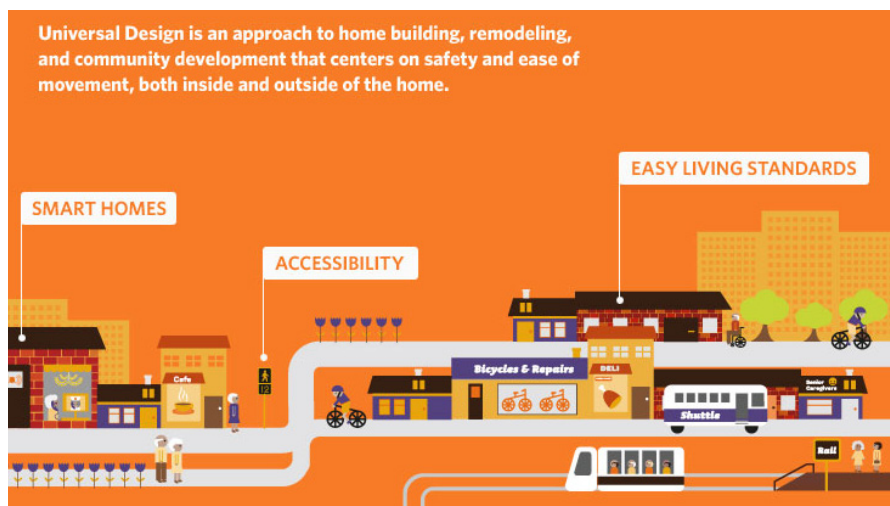 Universal Design is an approach to home building, remodeling,
and community development that centers on safety and ease of
movement, both inside and outside of the home.
EASY LIVING STANDARDS
SMART HOMES
ACCESSIBILITY
Cafe
12
Bicycles & Repairs
DELI
Senior
Caregivers
Shuttle
Rail